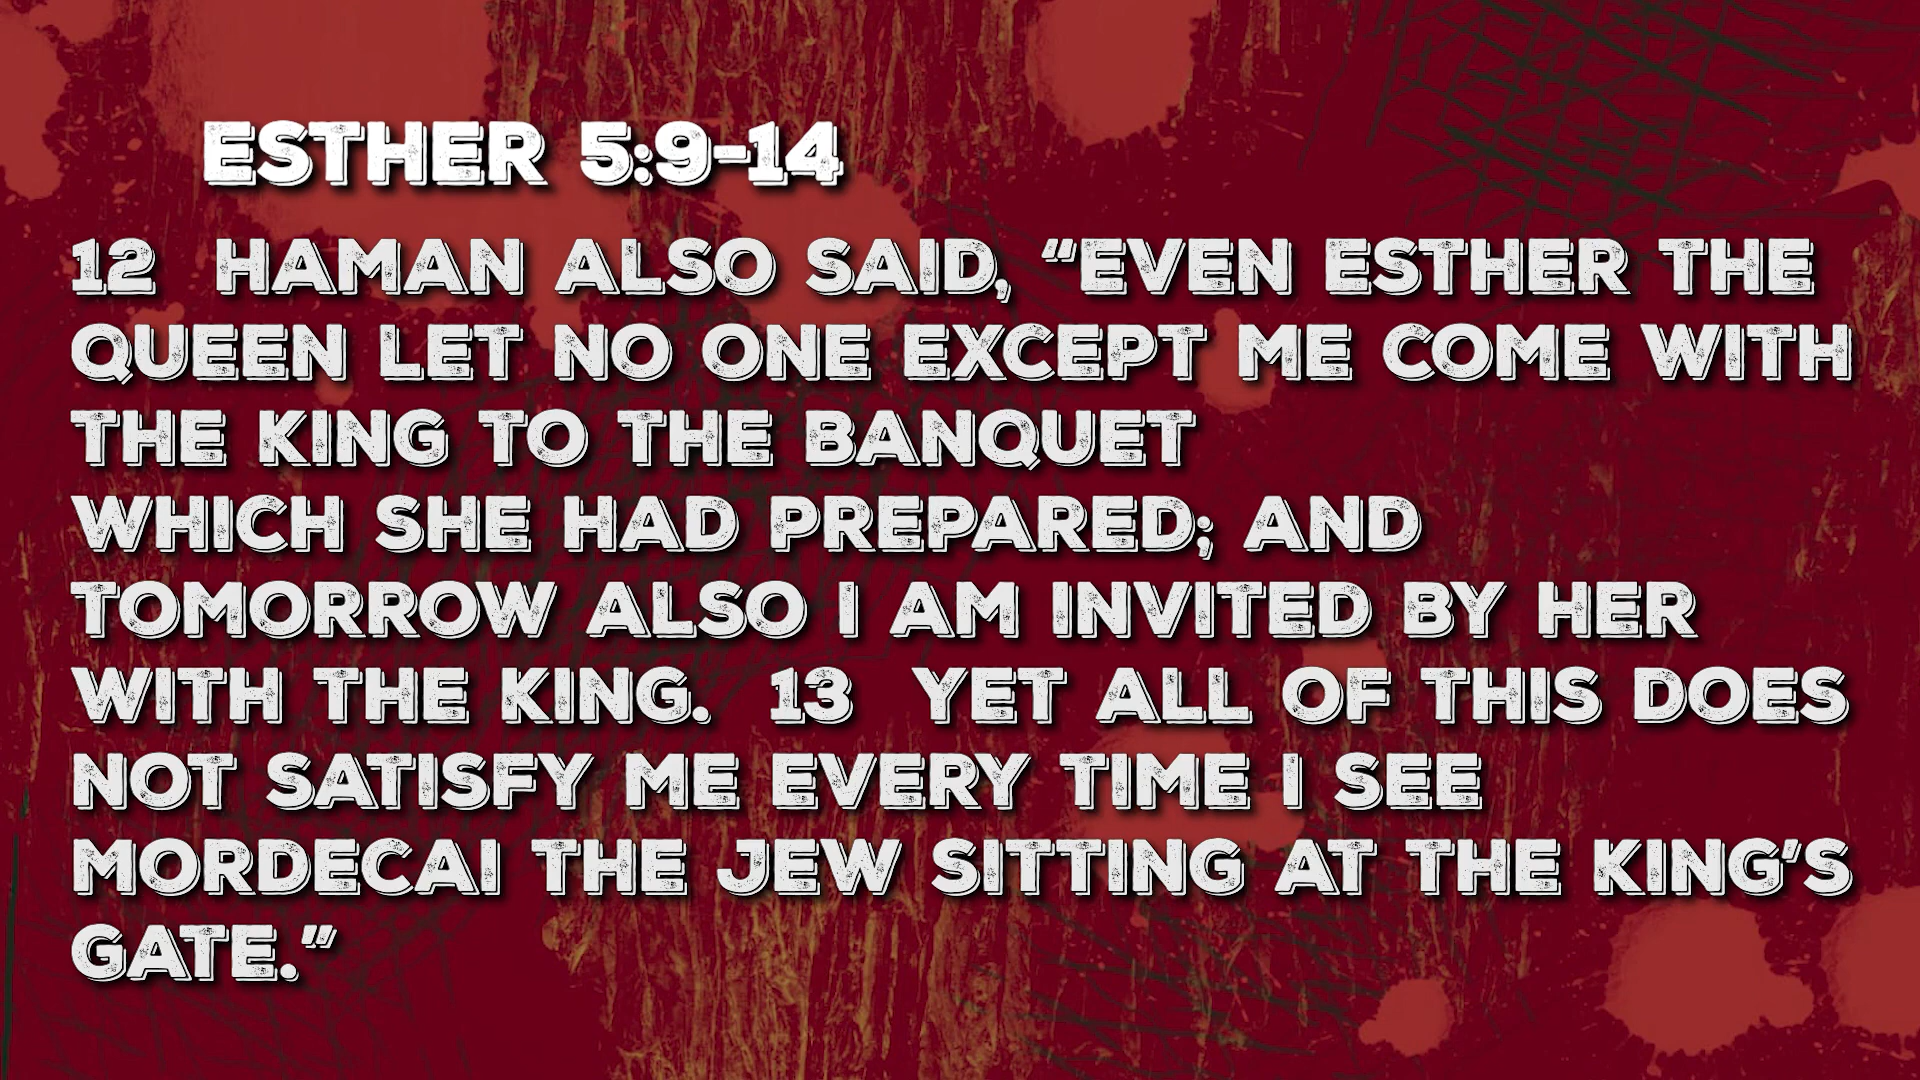 ESTHER 5:9-14
12 HAMAN ALSO SAID, “EVEN ESTHER THE
QUEEN LET NO ONE EXCEPT ME COME WITH
THE KING TO THE BANQUET
WHICH SHE HAD PREPARED; AND
TOMORROW ALSO I AM INVITED BY HER
WITH THE KING. 13 YET ALL OF THIS DOES
NOT SATISFY ME EVERY TIME I SEE
MORDECAI THE JEW SITTING AT THE KING’S
GATE.”